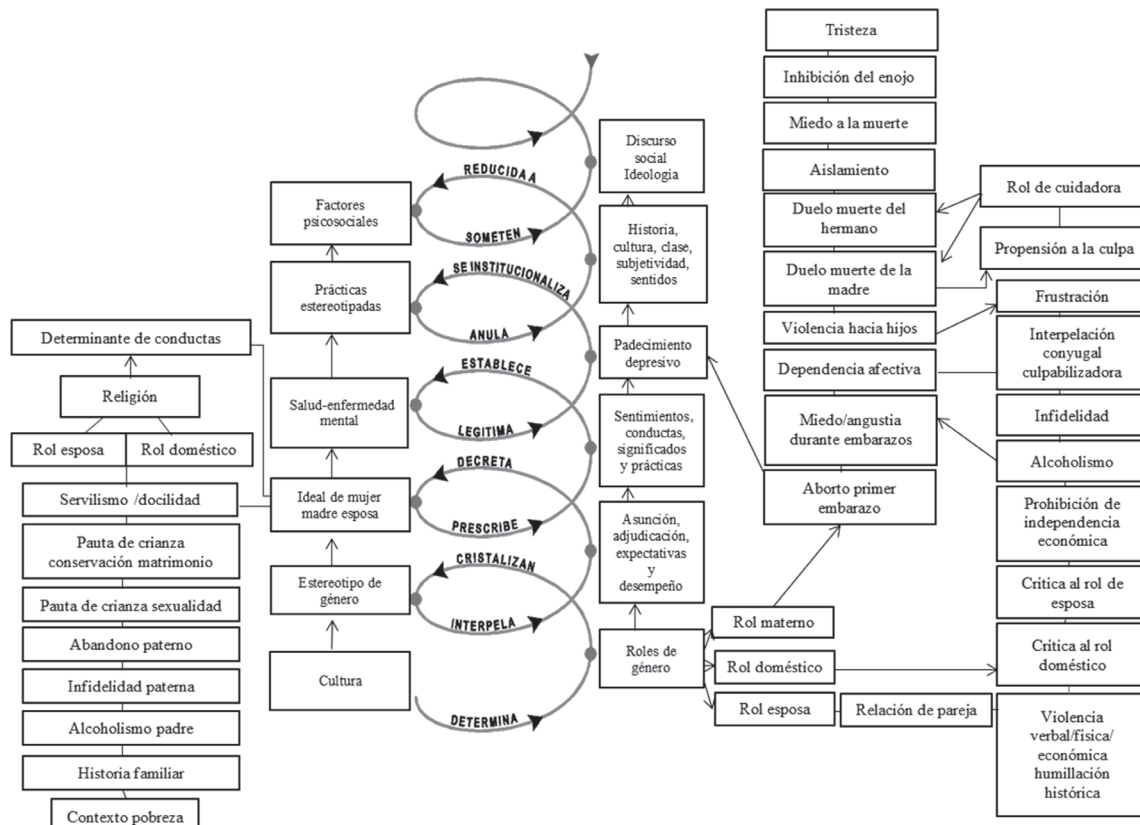 Tristeza
Inhibición del enojo
Miedo a la muerte
Aislamiento
Duelo muerte del
hermano
Duelo muerte de la
madre
Violencia hacia hijos
Dependencia afectiva
Miedo/angustia
durante embarazos
Aborto primer
embarazo
Rol de cuidadora
Propensión a la culpa
Frustración
Interpelación
conyugal
culpabilizadora
Infidelidad
Alcoholismo
Prohibición de
independencia
económica
Crítica al rol de
esposa
Crítica al rol
doméstico
Violencia
verbal/física/
económica
humillación
histórica
Discurso
social
Ideologia
Historia,
cultura, clase,
subjetividad,
sentidos
Padecimiento
depresivo
Sentimientos,
conductas,
significados
y prácticas
Asunción,
adjudicación,
expectativas
y
desempeño
Roles de
género
Rol materno
Rol doméstico
Rol esposa
Relación de pareja
REDUCIDA A
SOMETEN
SE INSTITUCIONALIZA
ANULA
ESTABLECE
LEGITIMA
DECRETA
PRESCRIBE
CRISTALIZAN
INTERPELA
DETERMINA
Factores
psicosociales
Prácticas
estereotipadas
Salud-enfermedad
mental
Ideal de mujer
madre esposa
Estereotipo de
género
Cultura
Determinante de conductas
Religión
Rol esposa
Rol doméstico
Servilismo /docilidad
Pauta de crianza
conservación matrimonio
Pauta de crianza sexualidad
Abandono paterno
Infidelidad paterna
Alcoholismo padre
Historia familiar
Contexto pobreza